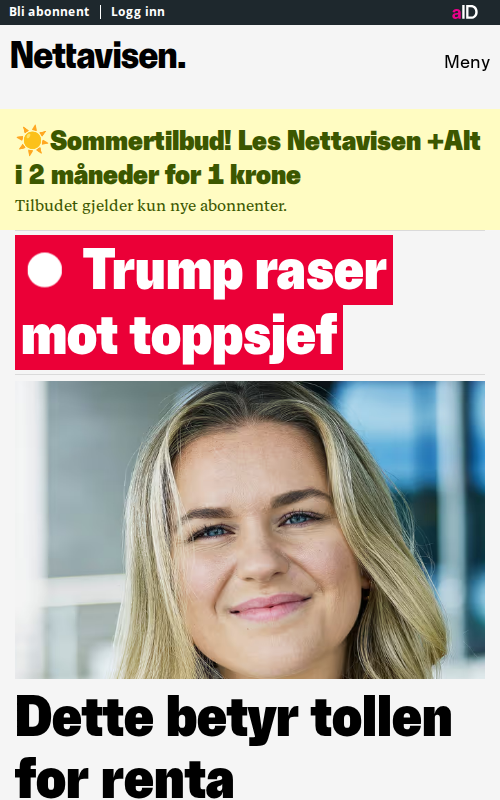 Bli abonnent
Logg inn
aID
Nettavisen.
Meny
☀️Sommertilbud! Les Nettavisen +Alt
i 2 måneder for 1 krone
Tilbudet gjelder kun nye abonnenter.
Trump raser
mot toppsjef
Dette betyr tollen
for renta